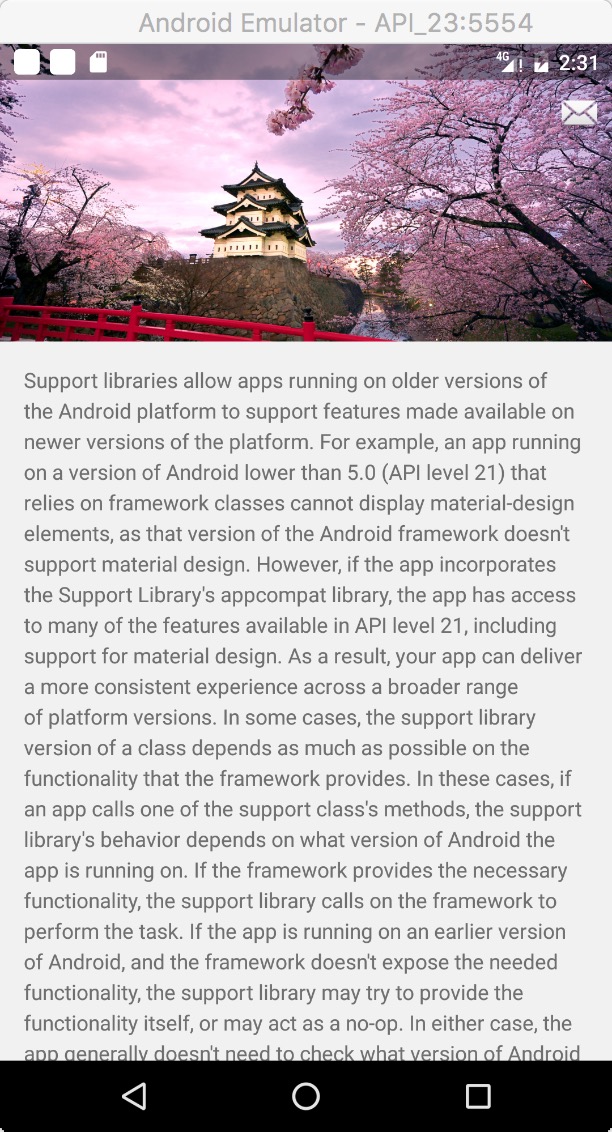 Android Emulator - API_23:5554
4G ! 2:31
Support libraries allow apps running on older versions of
the Android platform to support features made available on
newer versions of the platform. For example, an app running
on a version of Android lower than 5.0 (API level 21) that
relies on framework classes cannot display material-design
elements, as that version of the Android framework doesn't
support material design. However, if the app incorporates
the Support Library's appcompat library, the app has access
to many of the features available in API level 21, including
support for material design. As a result, your app can deliver
a more consistent experience across a broader range
of platform versions. In some cases, the support library
version of a class depends as much as possible on the
functionality that the framework provides. In these cases, if
an app calls one of the support class's methods, the support
library's behavior depends on what version of Android the
app is running on. If the framework provides the necessary
functionality, the support library calls on the framework to
perform the task. If the app is running on an earlier version
of Android, and the framework doesn't expose the needed
functionality, the support library may try to provide the
functionality itself, or may act as a no-op. In either case, the
app generally doesn't need to check what version of Android